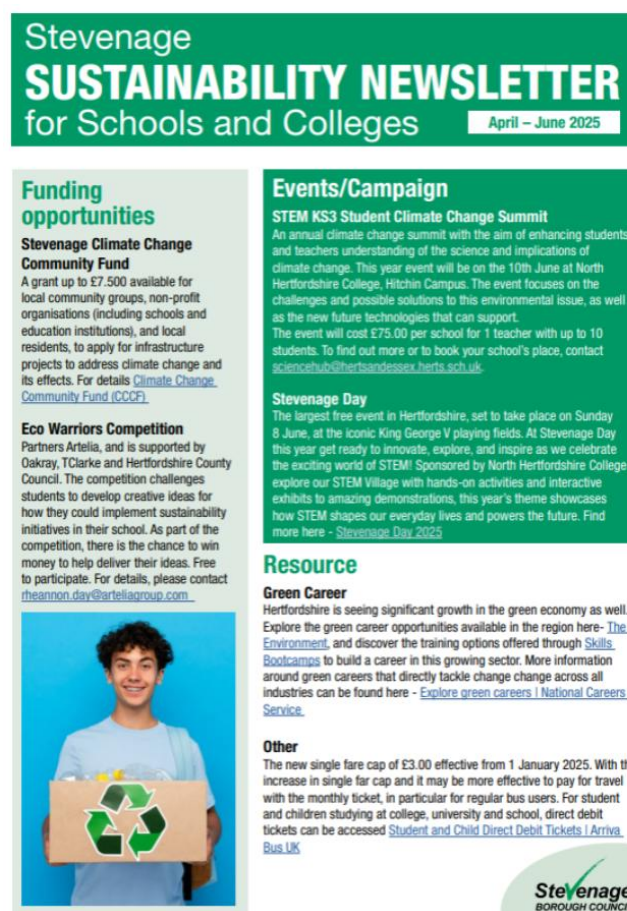 Stevenage
SUSTAINABILITY NEWSLETTER
for Schools and Colleges
April – June 2025
Funding
opportunities
Stevenage Climate Change
Community Fund
A grant up to £7.500 available for
local community groups, non-profit
organisations (including schools and
education institutions), and local
residents, to apply for infrastructure
projects to address climate change and
its effects. For details Climate Change
Community Fund (CCCF)
Eco Warriors Competition
Partners Artelia, and is supported by
Oakray, TClarke and Hertfordshire County
Council. The competition challenges
students to develop creative ideas for
how they could implement sustainability
initiatives in their school. As part of the
competition, there is the chance to win
money to help deliver their ideas. Free
to participate. For details, please contact
rheannon.day@arteliagroup.com
Events/Campaign
STEM KS3 Student Climate Change Summit
An annual climate change summit with the aim of enhancing students
and teachers understanding of the science and implications of
climate change. This year event will be on the 10th June at North
Hertfordshire College, Hitchin Campus. The event focuses on the
challenges and possible solutions to this environmental issue, as well
as the new future technologies that can support.
The event will cost £75.00 per school for 1 teacher with up to 10
students. To find out more or to book your school's place, contact
sciencehub@hertsandessex.herts.sch.uk.
Stevenage Day
The largest free event in Hertfordshire, set to take place on Sunday
8 June, at the iconic King George V playing fields. At Stevenage Day
this year get ready to innovate, explore, and inspire as we celebrate
the exciting world of STEM! Sponsored by North Hertfordshire College
explore our STEM Village with hands-on activities and interactive
exhibits to amazing demonstrations, this year's theme showcases
how STEM shapes our everyday lives and powers the future. Find
more here - Stevenage Day 2025
Resource
Green Career
Hertfordshire is seeing significant growth in the green economy as well.
Explore the green career opportunities available in the region here- The
Environment, and discover the training options offered through Skills
Bootcamps to build a career in this growing sector. More information
around green careers that directly tackle change change across all
industries can be found here - Explore green careers | National Careers
Service
Other
The new single fare cap of £3.00 effective from 1 January 2025. With th
increase in single far cap and it may be more effective to pay for travel
with the monthly ticket, in particular for regular bus users. For student
and children studying at college, university and school, direct debit
tickets can be accessed Student and Child Direct Debit Tickets | Arriva
Bus UK
Stevenage
BOROUGH COUNCI